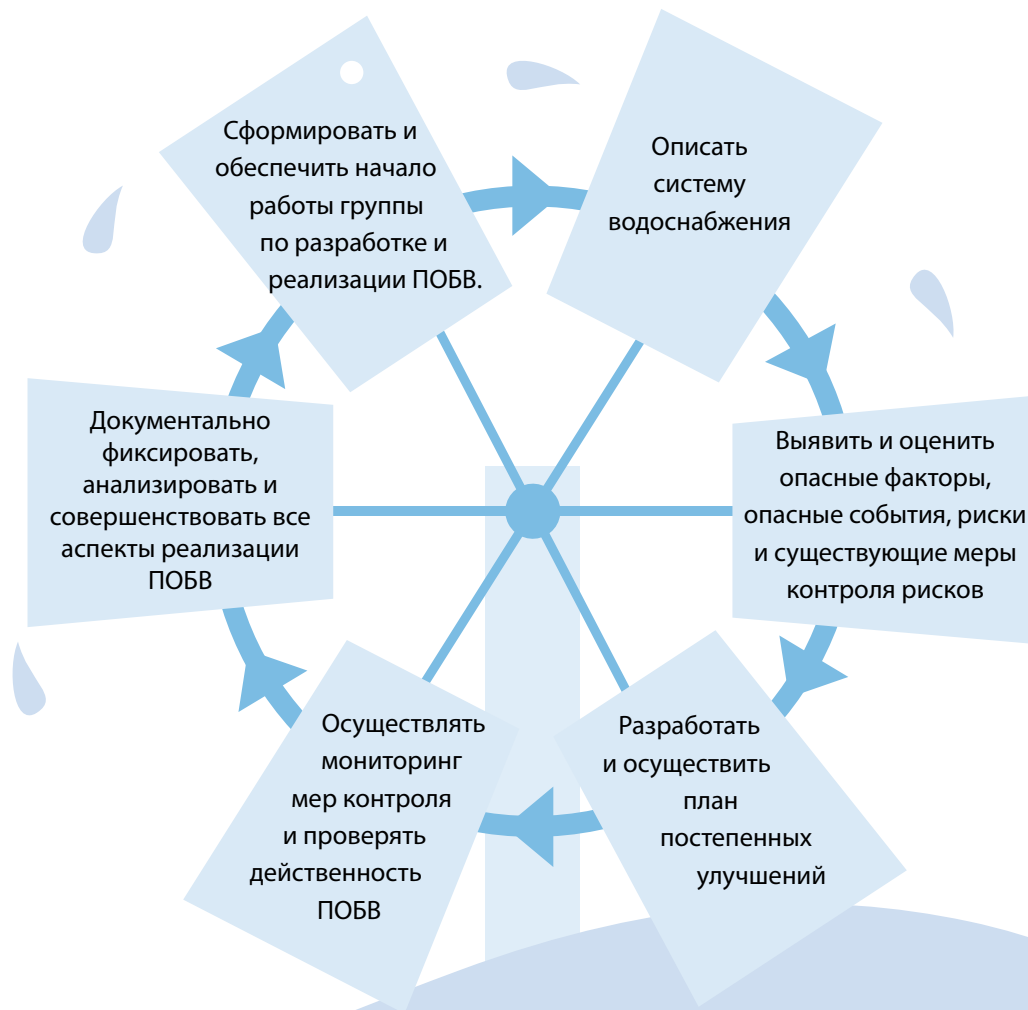 Сформировать и
обеспечить начало
работы группы
по разработке и
реализации ПОБВ.
Описать
систему
водоснабжения
Выявить и оценить
опасные факторы,
опасные события, риски
и существующие меры
контроля рисков
Разработать
и осуществить
план
постепенных
улучшений
Осуществлять
мониторинг
мер контроля
и проверять
действенность
ПОБВ
Документально
фиксировать,
анализировать и
совершенствовать все
аспекты реализации
ПОБВ